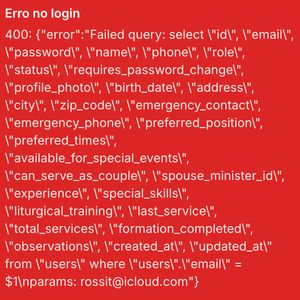 Erro no login
400: {"error":"Failed query: select \"id\", \"email\",
\"password\", \"name\", \"phone\", \"role\",
\"status\", \"requires_password_change\",
\"profile_photo\", \"birth_date\", \"address\",
\"city\", \"zip_code\", \"emergency_contact\",
\"emergency_phone\", \"preferred_position\",
\"preferred_times\",
\"available_for_special_events\",
\"can_serve_as_couple\", \"spouse_minister_id\",
\"experience\", \"special_skills\",
\"liturgical_training\", \"last_service\",
\"total_services\", \"formation_completed\",
\"observations\", \"created_at\", \"updated_at\"
from \"users\" where \"users\".\"email\" =
$1\nparams: rossit@icloud.com"}